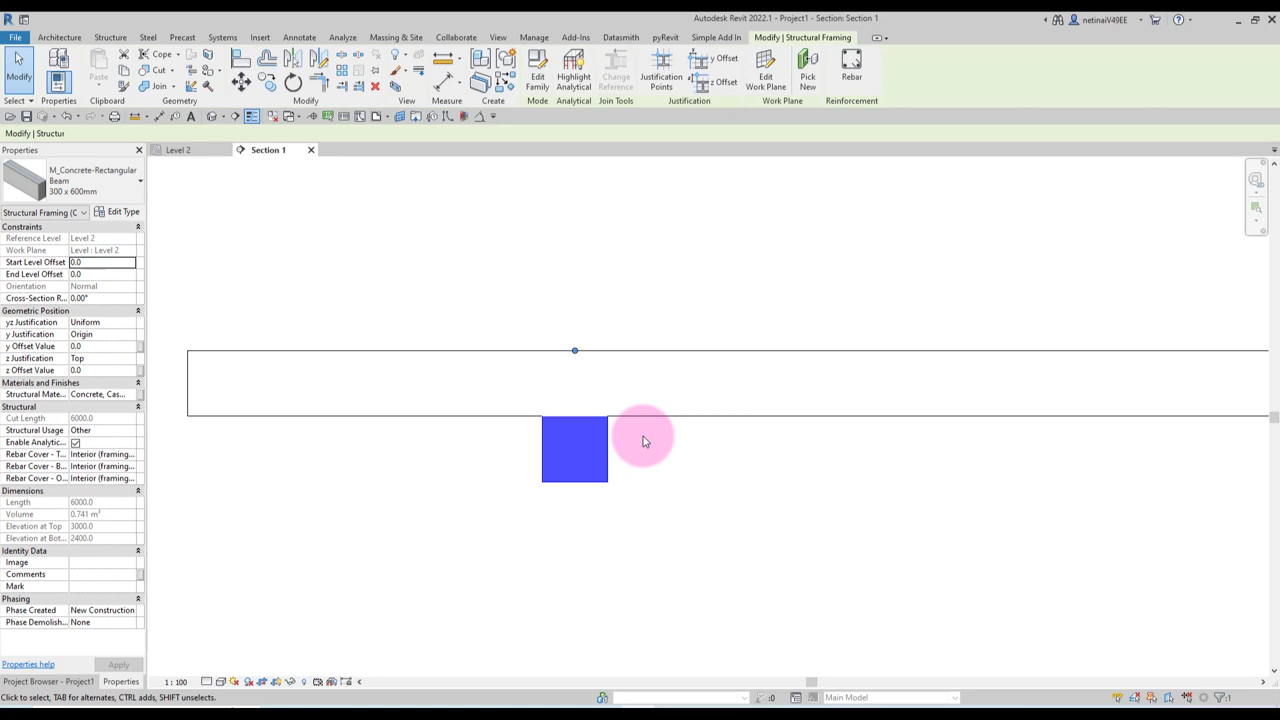 Autodesk Revit 2022.1 - Project1 - Section: Section 1
netinaiV49EE
File
Architecture
Structure
Steel
Precast
Systems
Insert
Annotate
Analyze
Massing & Site
Collaborate
View
Manage
Add-Ins
Datasmith
pyRevit
Simple Add In
Modify | Structural Framing
Modify
Paste
Cope
Cut
Join
Edit Family
Highlight Analytical
Change Reference
Justification Points
y Offset
z Offset
Edit Work Plane
Pick New
Rebar
Select
Properties
Clipboard
Geometry
Modify
View
Measure
Create
Mode
Analytical
Join Tools
Justification
Work Plane
Reinforcement
Modify | Structur
Properties
Level 2
Section 1
M_Concrete-Rectangular
Beam
300 x 600mm
Structural Framing (C
Edit Type
Constraints
Reference Level Level 2
Work Plane Level : Level 2
Start Level Offset 0.0
End Level Offset 0.0
Orientation Normal
Cross-Section R... 0.00°
Geometric Position
yz Justification Uniform
y Justification Origin
y Offset Value 0.0
z Justification Top
z Offset Value 0.0
Materials and Finishes
Structural Mate... Concrete, Cas...
Structural
Cut Length 6000.0
Structural Usage Other
Enable Analytic...
Rebar Cover - T... Interior (framing...
Rebar Cover - B... Interior (framing...
Rebar Cover - O... Interior (framing...
Dimensions
Length 6000.0
Volume 0.741 m³
Elevation at Top 3000.0
Elevation at Bot... 2400.0
Identity Data
Image
Comments
Mark
Phasing
Phase Created New Construction
Phase Demolish... None
Properties help
Apply
Project Browser - Project1
Properties
1 : 100
Click to select, TAB for alternates, CTRL adds, SHIFT unselects.
:0
Main Model
:1